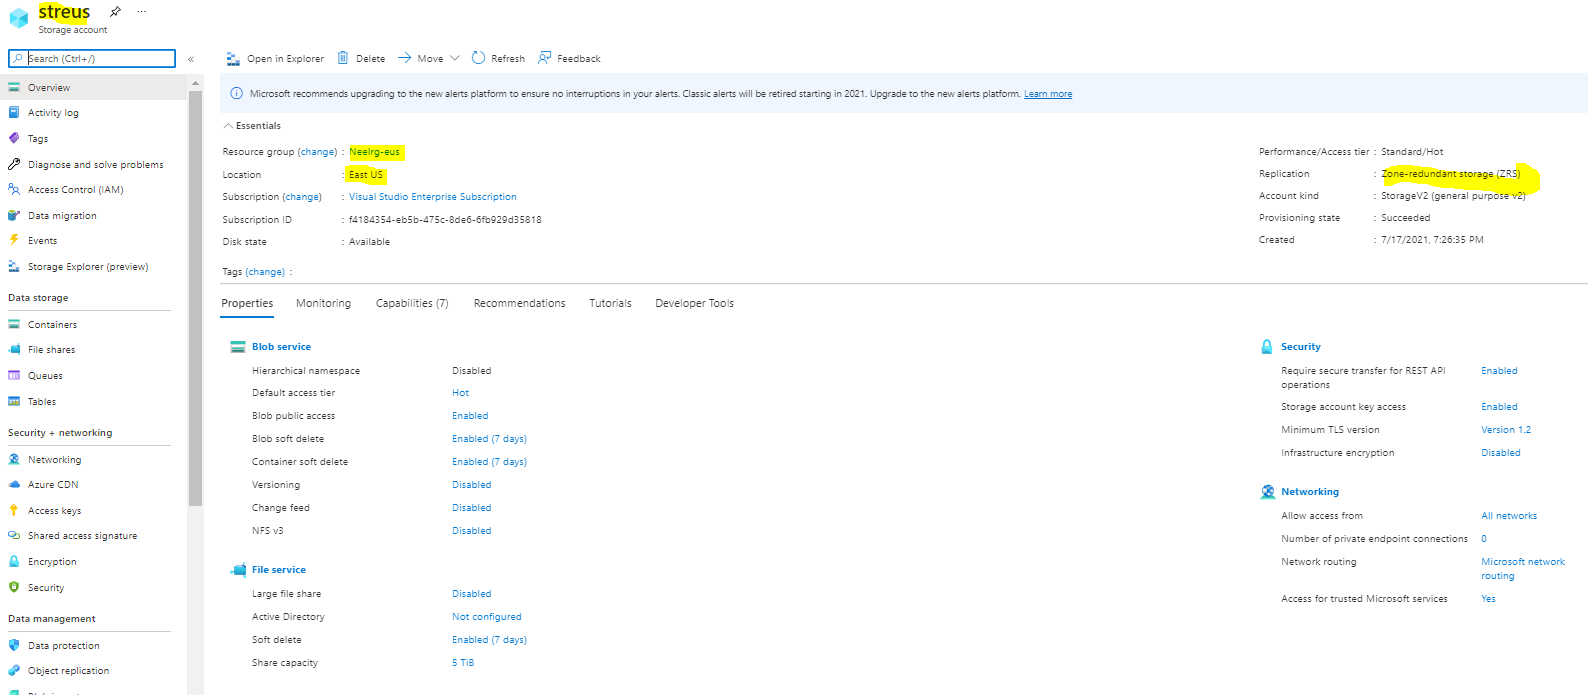 streus
Storage account
Search (Ctrl+/)
«
Overview
Activity log
Tags
Diagnose and solve problems
Access Control (IAM)
Data migration
Events
Storage Explorer (preview)
Data storage
Containers
File shares
Queues
Tables
Security + networking
Networking
Azure CDN
Access keys
Shared access signature
Encryption
Security
Data management
Data protection
Object replication
Open in Explorer Delete Move Refresh Feedback
Microsoft recommends upgrading to the new alerts platform to ensure no interruptions in your alerts. Classic alerts will be retired starting in 2021. Upgrade to the new alerts platform. Learn more
Essentials
Resource group (change) : Neelrg-eus
Location : East US
Subscription (change) : Visual Studio Enterprise Subscription
Subscription ID : f4184354-eb5b-475c-8de6-6fb929d35818
Disk state : Available
Tags (change) :
Performance/Access tier : Standard/Hot
Replication : Zone-redundant storage (ZRS)
Account kind : StorageV2 (general purpose v2)
Provisioning state : Succeeded
Created : 7/17/2021, 7:26:35 PM
Properties Monitoring Capabilities (7) Recommendations Tutorials Developer Tools
Blob service
Hierarchical namespace Disabled
Default access tier Hot
Blob public access Enabled
Blob soft delete Enabled (7 days)
Container soft delete Enabled (7 days)
Versioning Disabled
Change feed Disabled
NFS v3 Disabled
File service
Large file share Disabled
Active Directory Not configured
Soft delete Enabled (7 days)
Share capacity 5 TiB
Security
Require secure transfer for REST API Enabled
operations
Storage account key access Enabled
Minimum TLS version Version 1.2
Infrastructure encryption Disabled
Networking
Allow access from All networks
Number of private endpoint connections 0
Network routing Microsoft network
routing
Access for trusted Microsoft services Yes